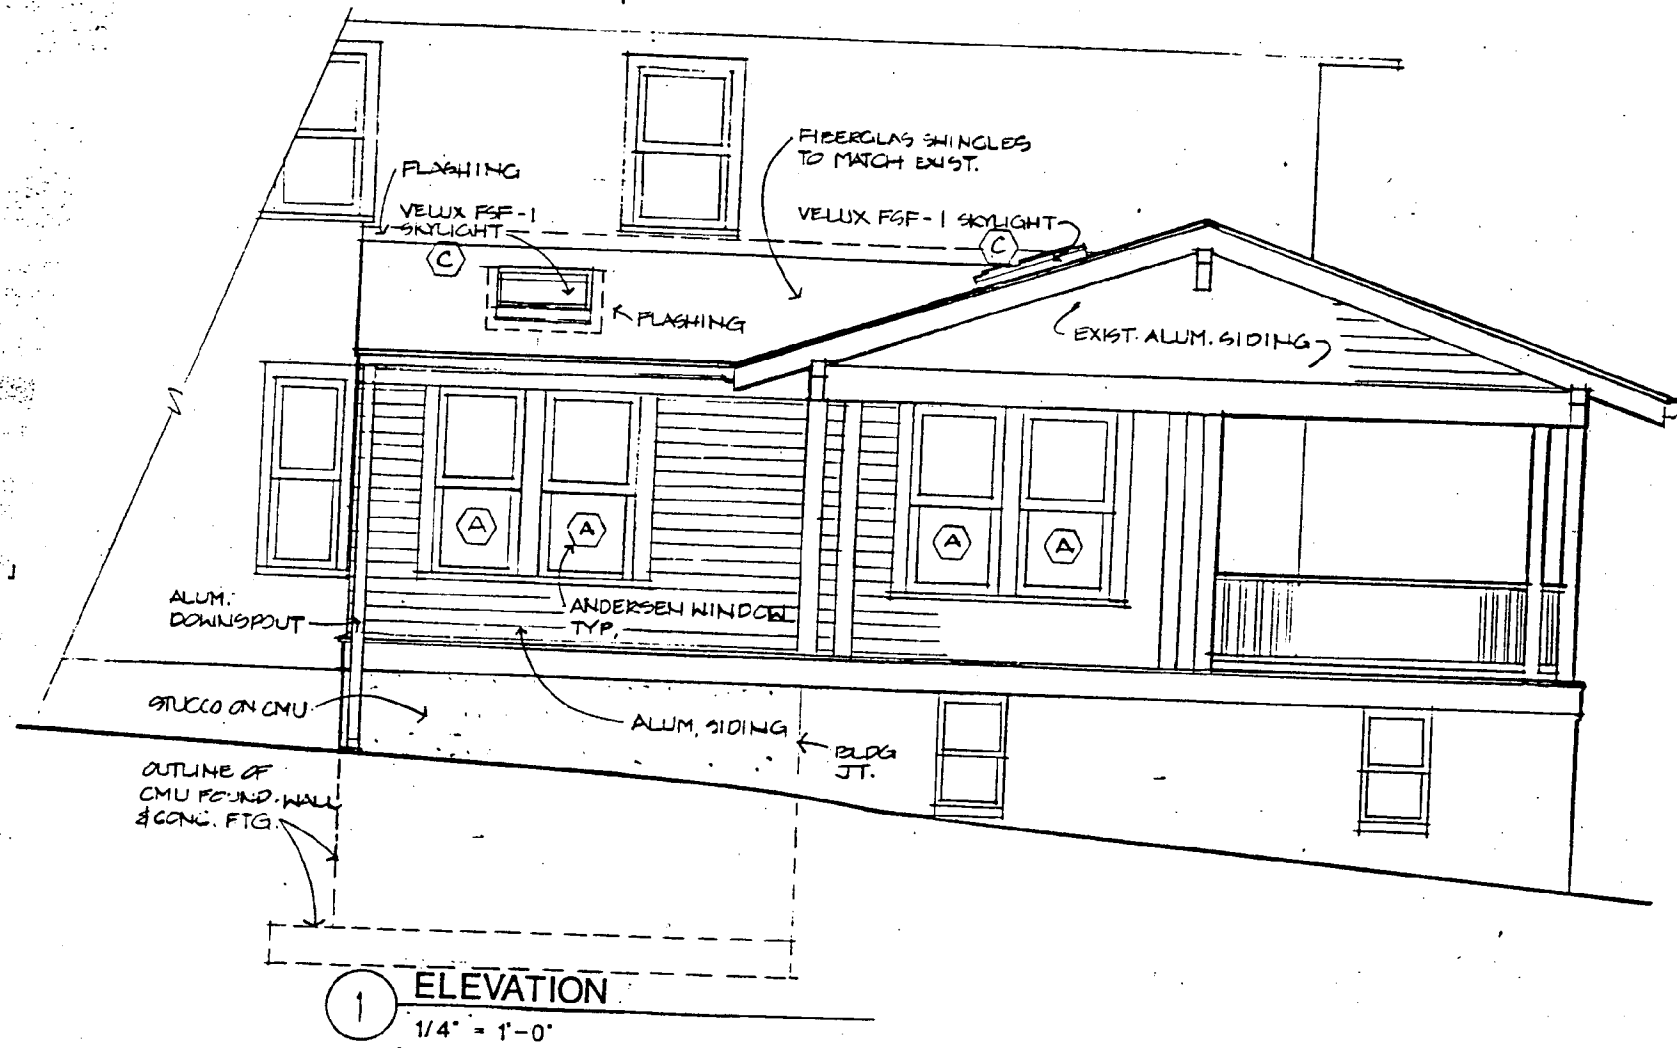 FIBERGLAS SHINGLES
TO MATCH EXIST.
FLASHING
VELUX FSF-1
SKYLIGHT
VELUX FSF-1 SKYLIGHT
C
C
FLASHING
EXIST. ALUM. SIDING
A
A
A
A
ALUM.
DOWNSPOUT
ANDERSEN WINDOW
TYP.
STUCCO ON CMU
ALUM. SIDING
BLDG
JT.
OUTLINE OF
CMU FOUND. WALL
& CONC. FTG.
1
ELEVATION
1/4" = 1'-0"